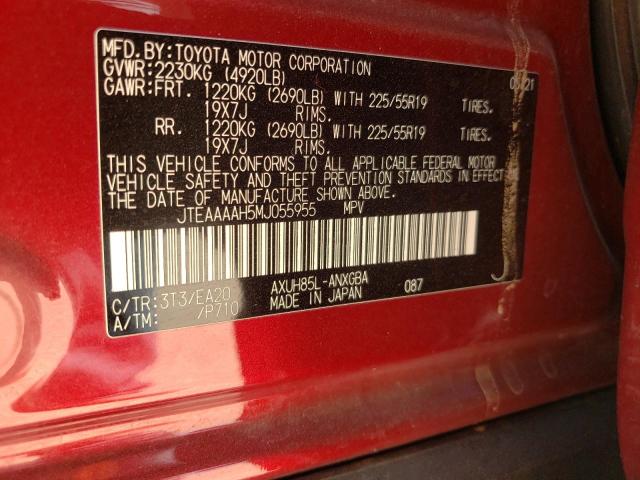 MFD.BY:TOYOTA MOTOR CORPORATION
GVWR:2230KG (4920LB)
GAWR:FRT. 1220KG (2690LB) WITH 225/55R19 TIRES.
19X7J RIMS.
RR. 1220KG (2690LB) WITH 225/55R19 TIRES.
19X7J RIMS.
THIS VEHICLE CONFORMS TO ALL APPLICABLE FEDERAL MOTOR
VEHICLE SAFETY AND THEFT PREVENTION STANDARDS IN EFFECT
THE DATE OF MANUFACTURE SHOWN ABOVE.
JTEAAAAH5MJ055955 MPV
C/TR:3T3/EA20 AXUH85L-ANXGBA 087
A/TM: /P710 MADE IN JAPAN